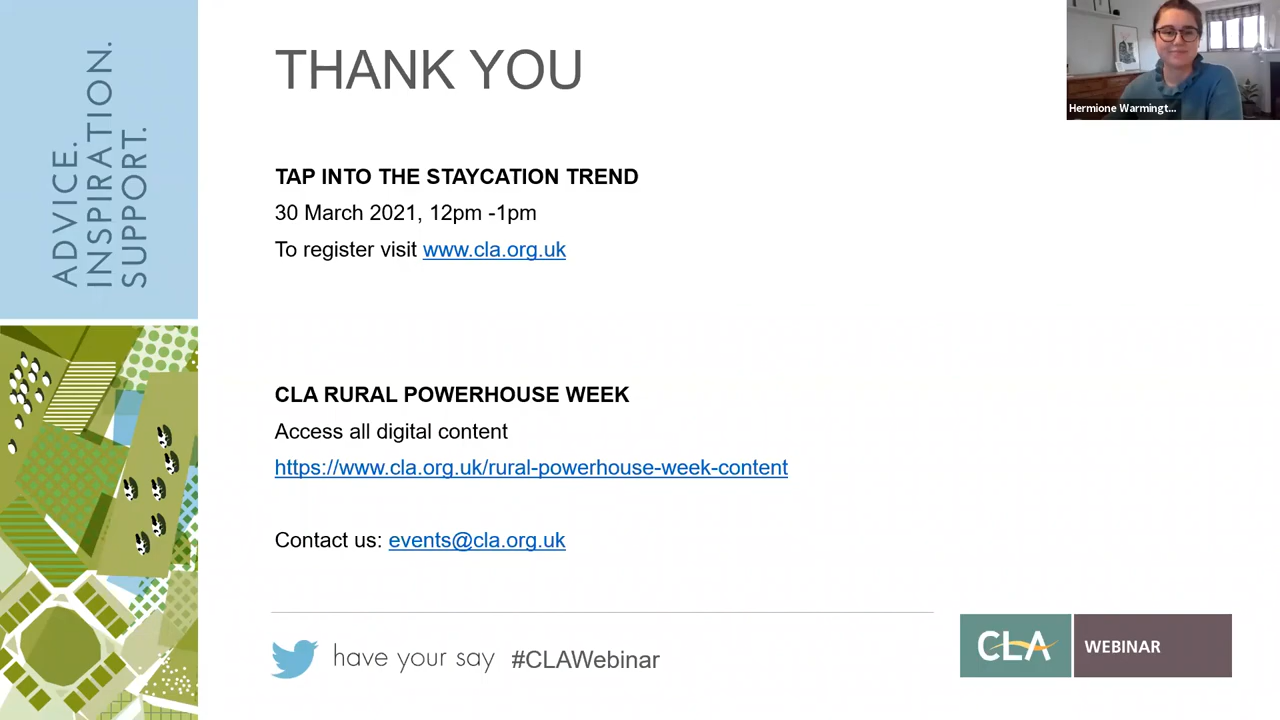 ADVICE.
INSPIRATION.
SUPPORT.
THANK YOU
Hermione Warmingt...
TAP INTO THE STAYCATION TREND
30 March 2021, 12pm -1pm
To register visit www.cla.org.uk
CLA RURAL POWERHOUSE WEEK
Access all digital content
https://www.cla.org.uk/rural-powerhouse-week-content
Contact us: events@cla.org.uk
have your say #CLAWebinar
CLA WEBINAR